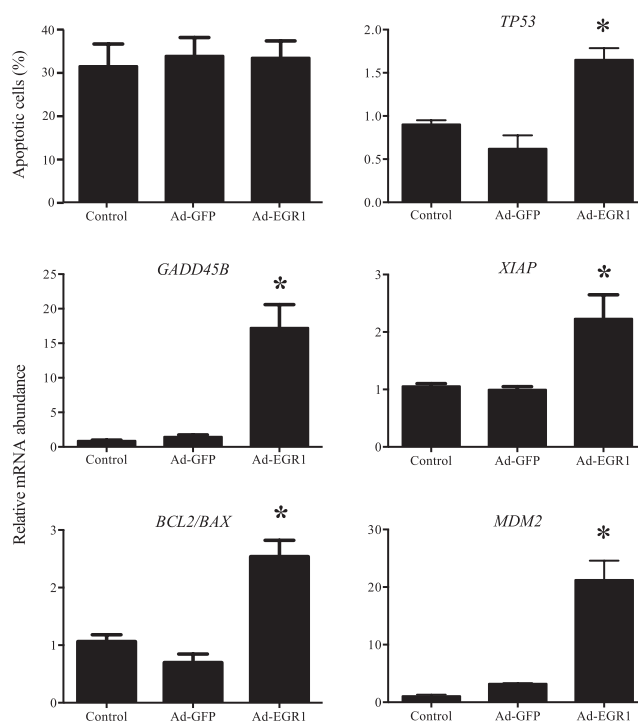 Apoptotic cells (%)
40
30
20
10
0
Control Ad-GFP Ad-EGR1
TP53
2.0
1.5
1.0
0.5
0.0
*
Control Ad-GFP Ad-EGR1
Relative mRNA abundance
GADD45B
25
20
15
10
5
0
*
Control Ad-GFP Ad-EGR1
XIAP
3
2
1
0
*
Control Ad-GFP Ad-EGR1
BCL2/BAX
3
2
1
0
*
Control Ad-GFP Ad-EGR1
MDM2
30
20
10
0
*
Control Ad-GFP Ad-EGR1